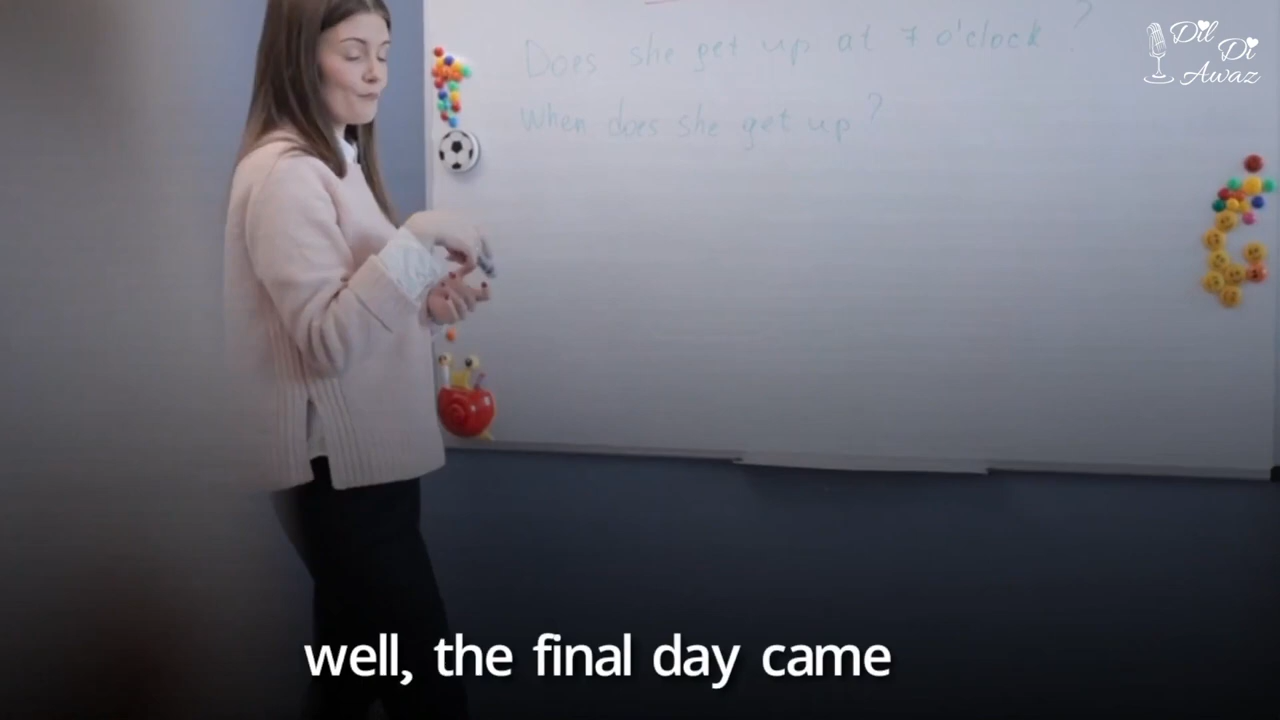 Does she get up at 7 o'clock ?
When does she get up ?
Dil
Di
Awaz
well, the final day came